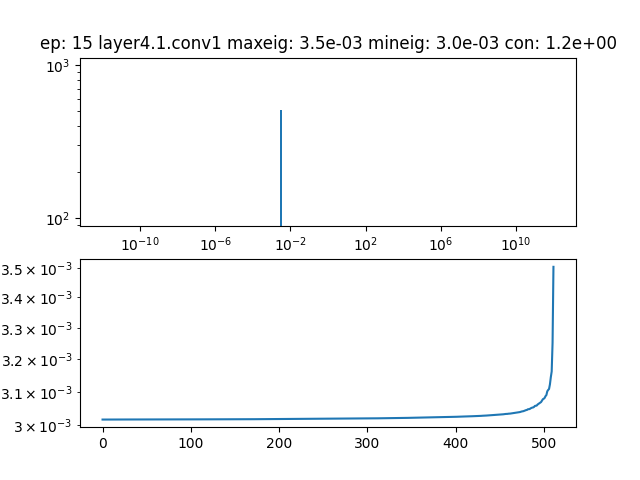 ep: 15 layer4.1.conv1 maxeig: 3.5e-03 mineig: 3.0e-03 con: 1.2e+00
10³
10²
10⁻¹⁰ 10⁻⁶ 10⁻² 10² 10⁶ 10¹⁰
3.5 × 10⁻³
3.4 × 10⁻³
3.3 × 10⁻³
3.2 × 10⁻³
3.1 × 10⁻³
3 × 10⁻³
0 100 200 300 400 500